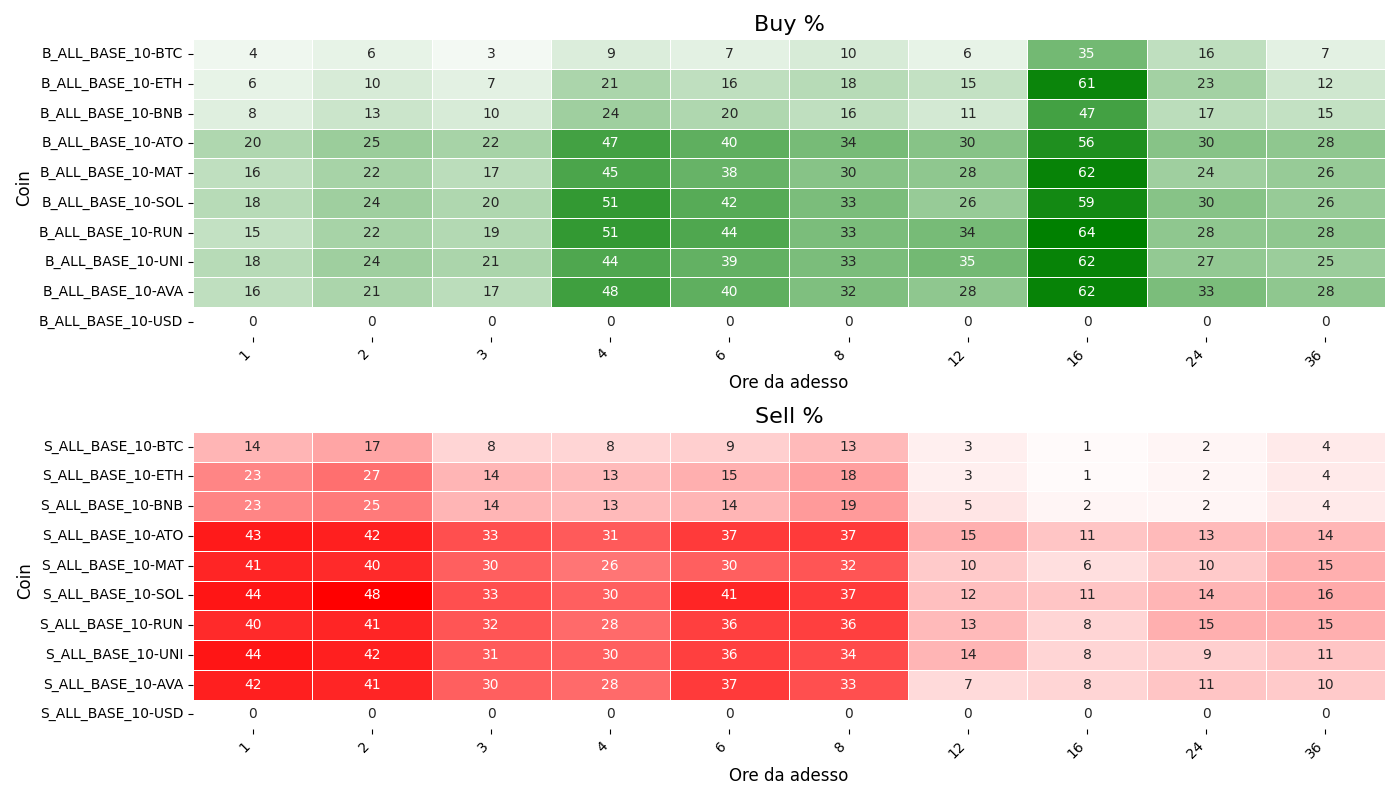 Buy %
Coin
B_ALL_BASE_10-BTC 4 6 3 9 7 10 6 35 16 7
B_ALL_BASE_10-ETH 6 10 7 21 16 18 15 61 23 12
B_ALL_BASE_10-BNB 8 13 10 24 20 16 11 47 17 15
B_ALL_BASE_10-ATO 20 25 22 47 40 34 30 56 30 28
B_ALL_BASE_10-MAT 16 22 17 45 38 30 28 62 24 26
B_ALL_BASE_10-SOL 18 24 20 51 42 33 26 59 30 26
B_ALL_BASE_10-RUN 15 22 19 51 44 33 34 64 28 28
B_ALL_BASE_10-UNI 18 24 21 44 39 33 35 62 27 25
B_ALL_BASE_10-AVA 16 21 17 48 40 32 28 62 33 28
B_ALL_BASE_10-USD 0 0 0 0 0 0 0 0 0 0
1 2 3 4 6 8 12 16 24 36
Ore da adesso
Sell %
Coin
S_ALL_BASE_10-BTC 14 17 8 8 9 13 3 1 2 4
S_ALL_BASE_10-ETH 23 27 14 13 15 18 3 1 2 4
S_ALL_BASE_10-BNB 23 25 14 13 14 19 5 2 2 4
S_ALL_BASE_10-ATO 43 42 33 31 37 37 15 11 13 14
S_ALL_BASE_10-MAT 41 40 30 26 30 32 10 6 10 15
S_ALL_BASE_10-SOL 44 48 33 30 41 37 12 11 14 16
S_ALL_BASE_10-RUN 40 41 32 28 36 36 13 8 15 15
S_ALL_BASE_10-UNI 44 42 31 30 36 34 14 8 9 11
S_ALL_BASE_10-AVA 42 41 30 28 37 33 7 8 11 10
S_ALL_BASE_10-USD 0 0 0 0 0 0 0 0 0 0
1 2 3 4 6 8 12 16 24 36
Ore da adesso